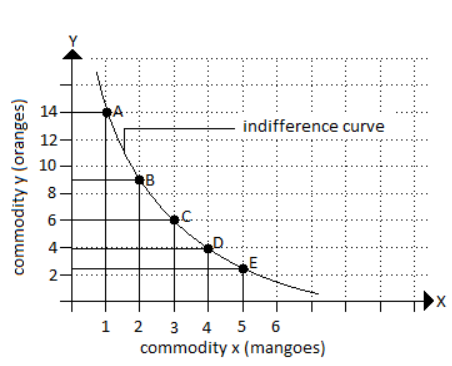 Y
14
A
indifference curve
12
10
B
8
6
C
4
D
E
2
X
1 2 3 4 5 6
commodity x (mangoes)
commodity y (oranges)